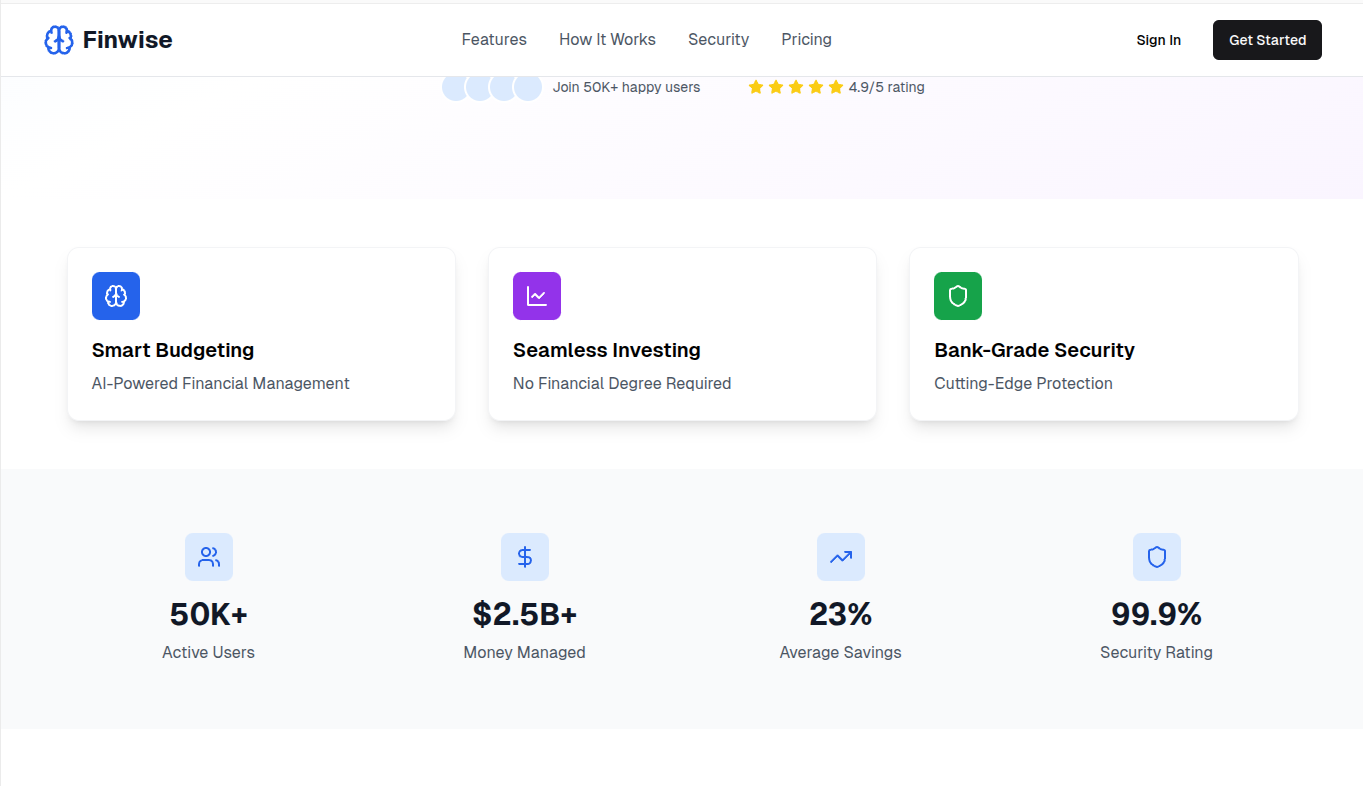 Finwise
Features
How It Works
Security
Pricing
Sign In
Get Started
Join 50K+ happy users
4.9/5 rating
Smart Budgeting
AI-Powered Financial Management
Seamless Investing
No Financial Degree Required
Bank-Grade Security
Cutting-Edge Protection
50K+
Active Users
$2.5B+
Money Managed
23%
Average Savings
99.9%
Security Rating